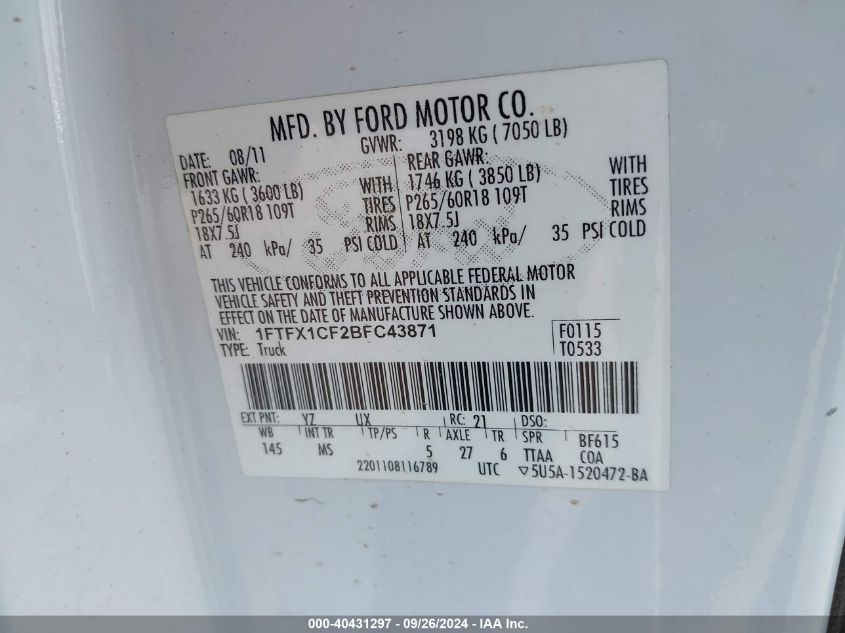 MFD. BY FORD MOTOR CO.
DATE: 08/11 GVWR: 3198 KG ( 7050 LB)
FRONT GAWR: REAR GAWR:
1633 KG ( 3600 LB) WITH 1746 KG ( 3850 LB) WITH
P265/60R18 109T TIRES P265/60R18 109T TIRES
18X7.5J RIMS 18X7.5J RIMS
AT 240 kPa/ 35 PSI COLD AT 240 kPa/ 35 PSI COLD
THIS VEHICLE CONFORMS TO ALL APPLICABLE FEDERAL MOTOR
VEHICLE SAFETY AND THEFT PREVENTION STANDARDS IN
EFFECT ON THE DATE OF MANUFACTURE SHOWN ABOVE.
VIN: 1FTFX1CF2BFC43871 F0115
TYPE: Truck T0533
EXT PNT: YZ UX RC: 21 DSO:
WB INT TR TP/PS R AXLE TR SPR BF615
145 MS 5 27 6 TTAA COA
2201108116789 UTC ▽5U5A-1520472-BA
000-40431297 - 09/26/2024 - IAA Inc.